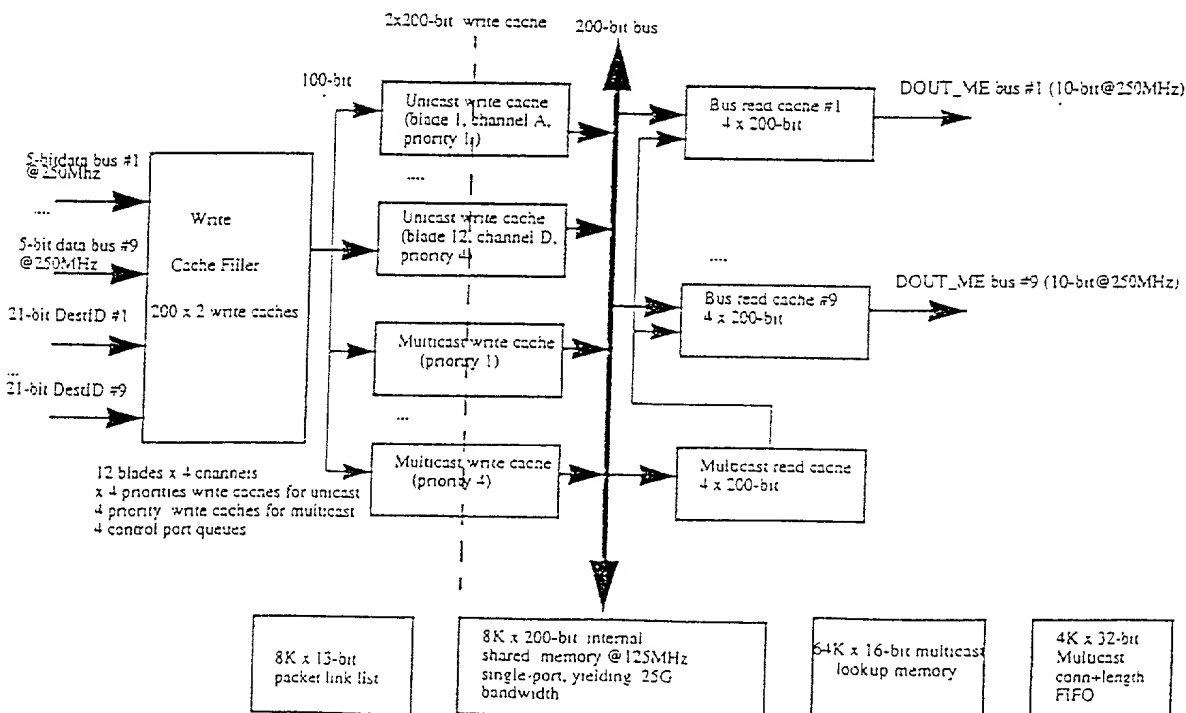 2x200-bit write cache
200-bit bus
100-bit
Unicast write cache
(blade 1, channel A,
priority 1)
....
Unicast write cache
(blade 12, channel D,
priority 4)
Multicast write cache
(priority 1)
...
Multicast write cache
(priority 4)
5-bitdata bus #1
@250Mhz
....
5-bit data bus #9
@250MHz
21-bit DestID #1
...
21-bit DestID #9
Write
Cache Filler
200 x 2 write caches
12 blades x 4 channels
x 4 priorities write caches for unicast
4 priority write caches for multicast
4 control port queues
Bus read cache #1
4 x 200-bit
DOUT_ME bus #1 (10-bit@250MHz)
....
Bus read cache #9
4 x 200-bit
DOUT_ME bus #9 (10-bit@250MHz)
Multicast read cache
4 x 200-bit
8K x 13-bit
packet link list
8K x 200-bit internal
shared memory @125MHz
single-port, yielding 25G
bandwidth
64K x 16-bit multicast
lookup memory
4K x 32-bit
Multicast
conn+length
FIFO